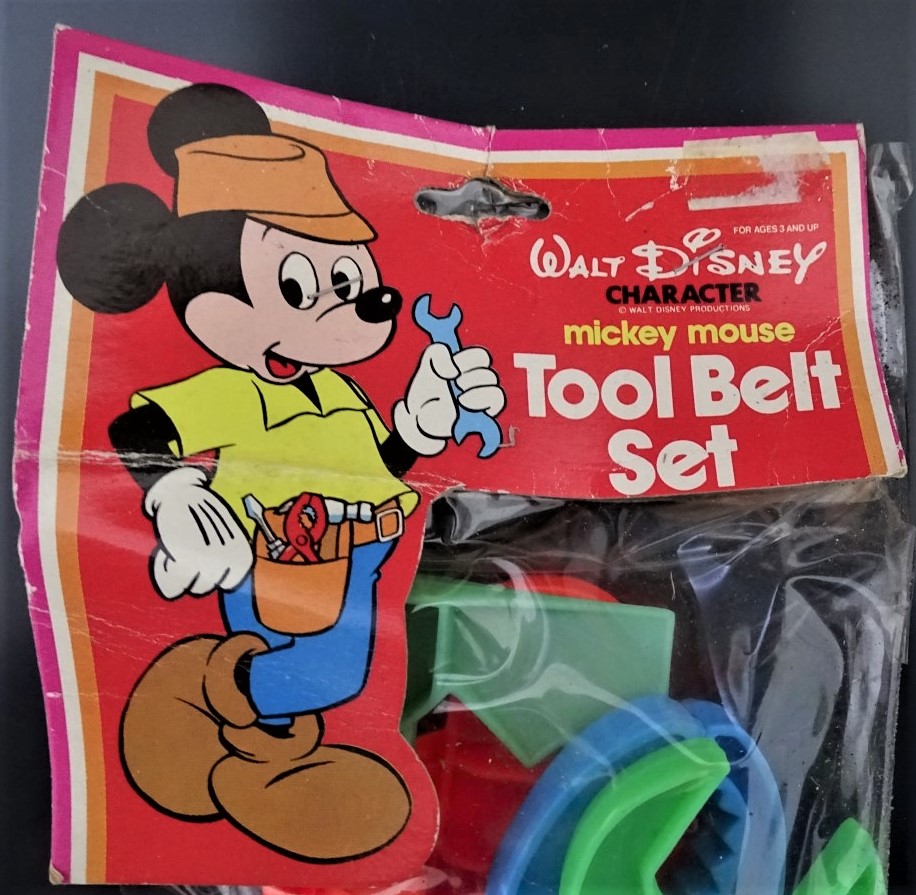 FOR AGES 3 AND UP
WALT DISNEY
CHARACTER
© WALT DISNEY PRODUCTIONS
mickey mouse
Tool Belt
Set